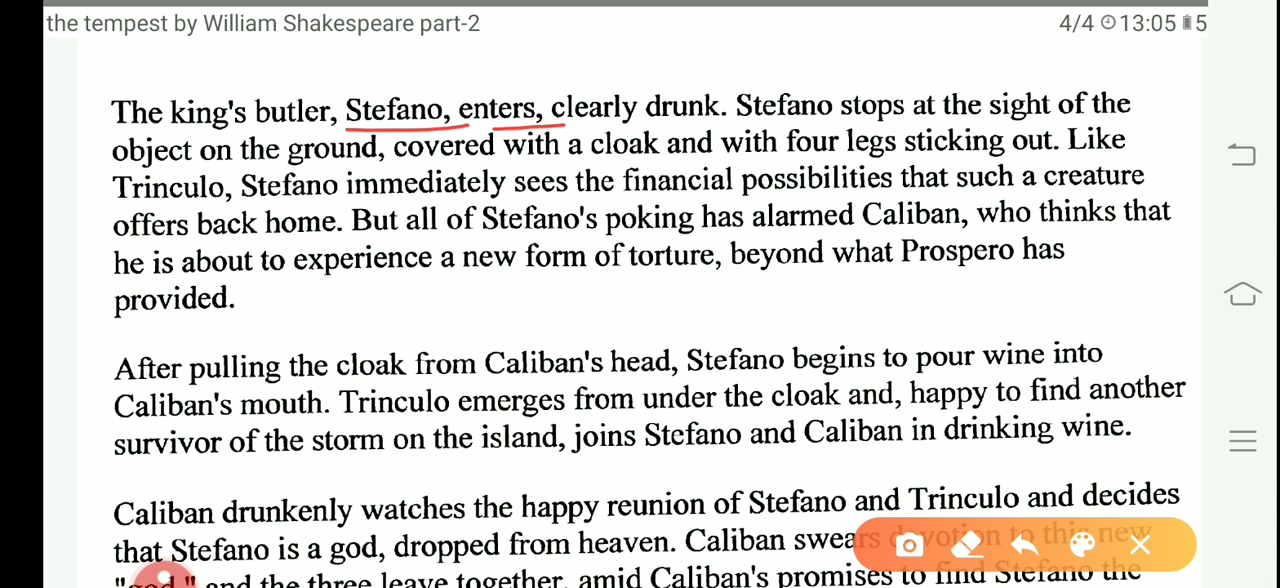 the tempest by William Shakespeare part-2 4/4 13:05 5
The king's butler, Stefano, enters, clearly drunk. Stefano stops at the sight of the
object on the ground, covered with a cloak and with four legs sticking out. Like
Trinculo, Stefano immediately sees the financial possibilities that such a creature
offers back home. But all of Stefano's poking has alarmed Caliban, who thinks that
he is about to experience a new form of torture, beyond what Prospero has
provided.
After pulling the cloak from Caliban's head, Stefano begins to pour wine into
Caliban's mouth. Trinculo emerges from under the cloak and, happy to find another
survivor of the storm on the island, joins Stefano and Caliban in drinking wine.
Caliban drunkenly watches the happy reunion of Stefano and Trinculo and decides
that Stefano is a god, dropped from heaven. Caliban swears devotion to this new
"god," and the three leave together, amid Caliban's promises to find Stefano the